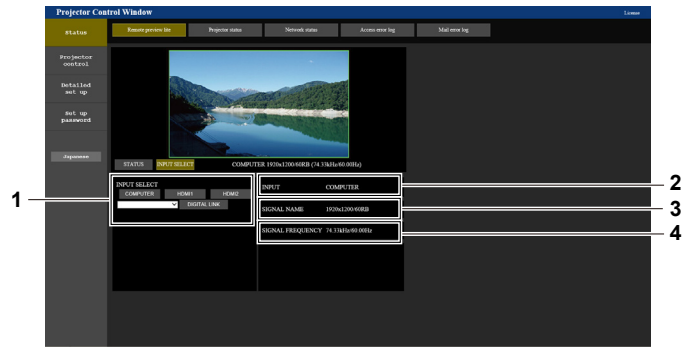 Projector Control Window
License
Status
Remote preview lite
Projector status
Network status
Access error log
Mail error log
Projector
control
Detailed
set up
Set up
password
Japanese
STATUS
INPUT SELECT
COMPUTER 1920x1200/60RB (74.33kHz/60.00Hz)
1
INPUT SELECT
COMPUTER
HDMI1
HDMI2
DIGITAL LINK
INPUT COMPUTER
2
SIGNAL NAME 1920x1200/60RB
3
SIGNAL FREQUENCY 74.33kHz/60.00Hz
4